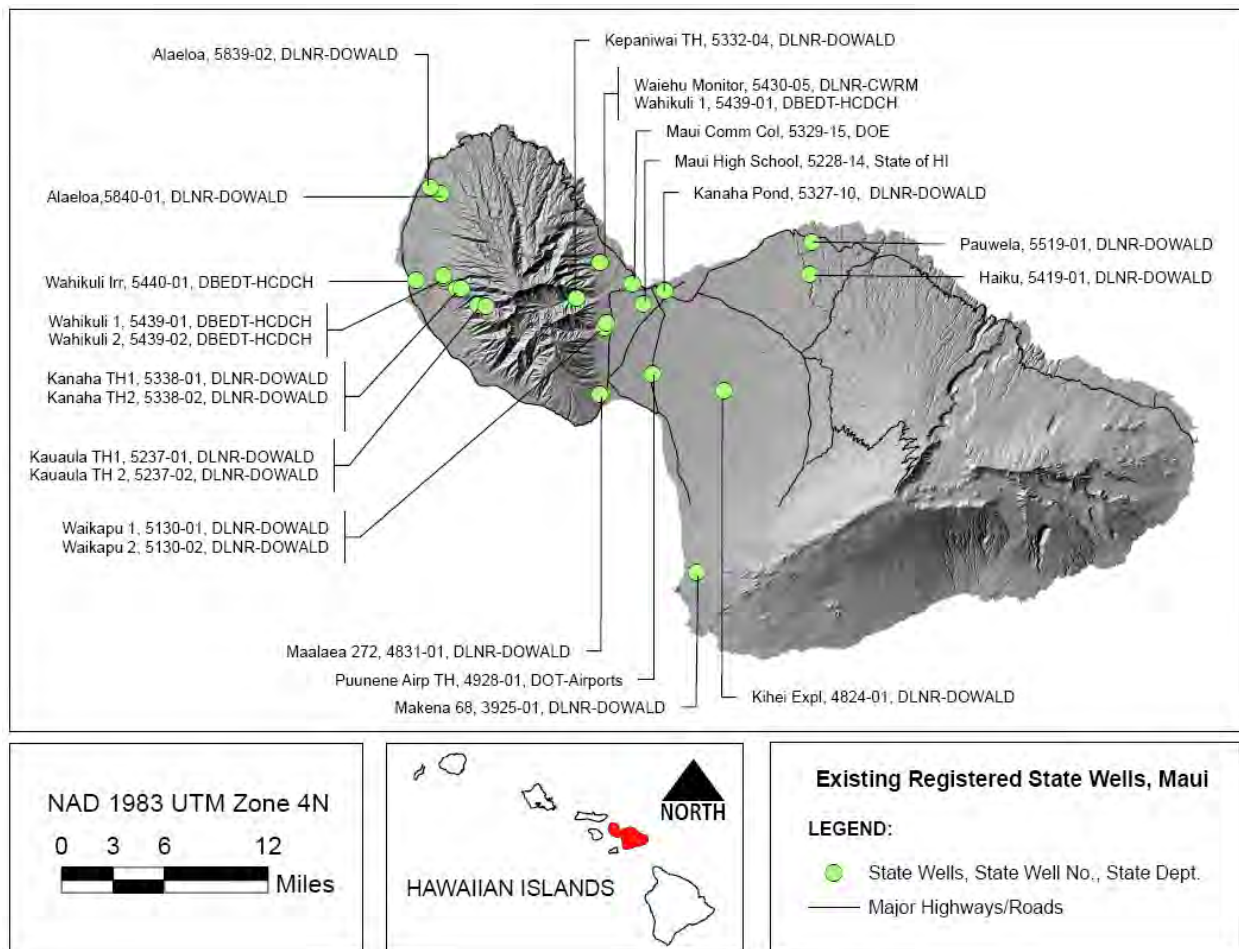 Alaeloa, 5839-02, DLNR-DOWALD
Kepaniwai TH, 5332-04, DLNR-DOWALD
Waiehu Monitor, 5430-05, DLNR-CWRM
Wahikuli 1, 5439-01, DBEDT-HCDCH
Maui Comm Col, 5329-15, DOE
Maui High School, 5228-14, State of HI
Kanaha Pond, 5327-10, DLNR-DOWALD
Alaeloa,5840-01, DLNR-DOWALD
Pauwela, 5519-01, DLNR-DOWALD
Haiku, 5419-01, DLNR-DOWALD
Wahikuli Irr, 5440-01, DBEDT-HCDCH
Wahikuli 1, 5439-01, DBEDT-HCDCH
Wahikuli 2, 5439-02, DBEDT-HCDCH
Kanaha TH1, 5338-01, DLNR-DOWALD
Kanaha TH2, 5338-02, DLNR-DOWALD
Kauaula TH1, 5237-01, DLNR-DOWALD
Kauaula TH 2, 5237-02, DLNR-DOWALD
Waikapu 1, 5130-01, DLNR-DOWALD
Waikapu 2, 5130-02, DLNR-DOWALD
Maalaea 272, 4831-01, DLNR-DOWALD
Puunene Airp TH, 4928-01, DOT-Airports
Makena 68, 3925-01, DLNR-DOWALD
Kihei Expl, 4824-01, DLNR-DOWALD
NAD 1983 UTM Zone 4N
0 3 6 12
Miles
NORTH
HAWAIIAN ISLANDS
Existing Registered State Wells, Maui
LEGEND:
State Wells, State Well No., State Dept.
Major Highways/Roads